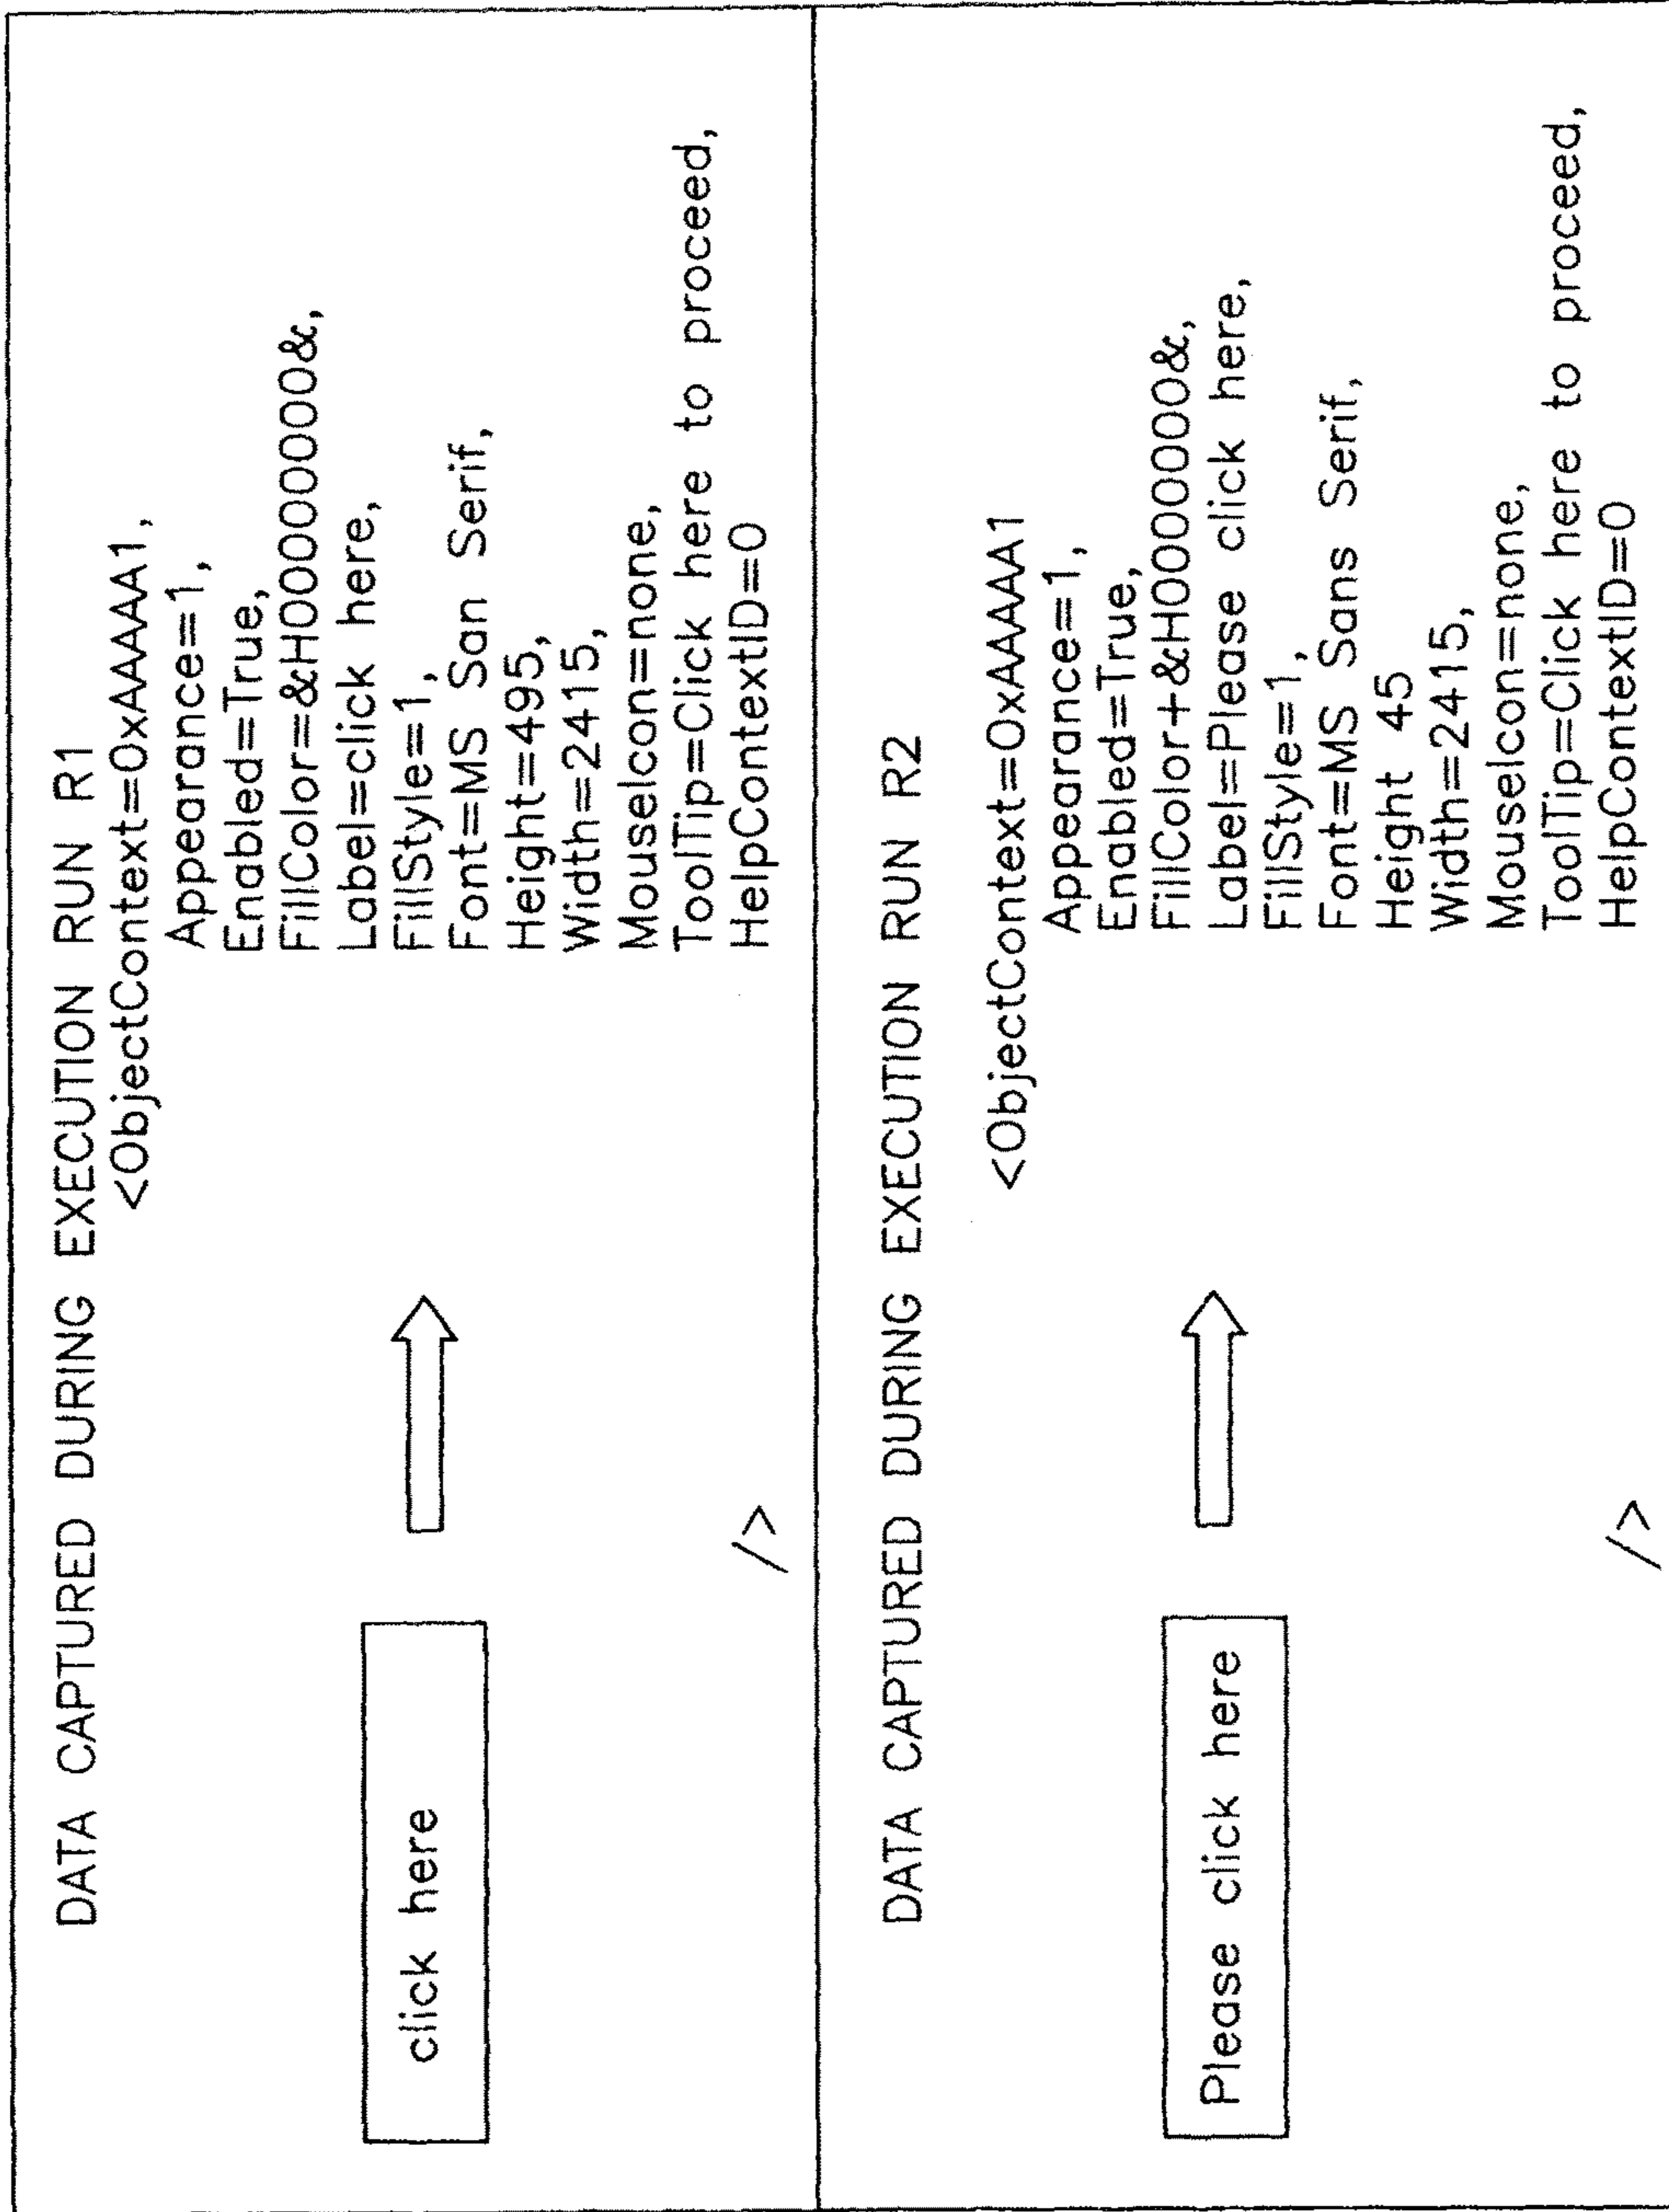 DATA CAPTURED DURING EXECUTION RUN R1
<ObjectContext=0xAAAAA1,
Appearance=1,
Enabled=True,
FillColor=&H00000000&,
Label=click here,
click here
FillStyle=1,
Font=MS San Serif,
Height=495,
Width=2415,
MouseIcon=none,
ToolTip=Click here to proceed,
HelpContextID=0
/>
DATA CAPTURED DURING EXECUTION RUN R2
<ObjectContext=0xAAAAA1
Appearance=1,
Enabled=True,
FillColor+&H0000000&,
Label=Please click here,
Please click here
FillStyle=1,
Font=MS Sans Serif,
Height 45
Width=2415,
MouseIcon=none,
ToolTip=Click here to proceed,
HelpContextID=0
/>